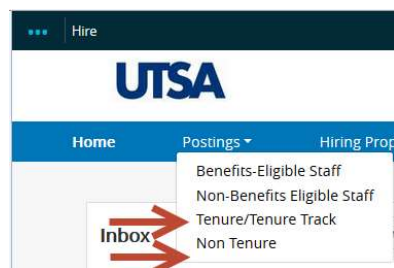 ••• Hire
UTSA
Home Postings Hiring Prop
Benefits-Eligible Staff
Non-Benefits Eligible Staff
Tenure/Tenure Track
Non Tenure
Inbox